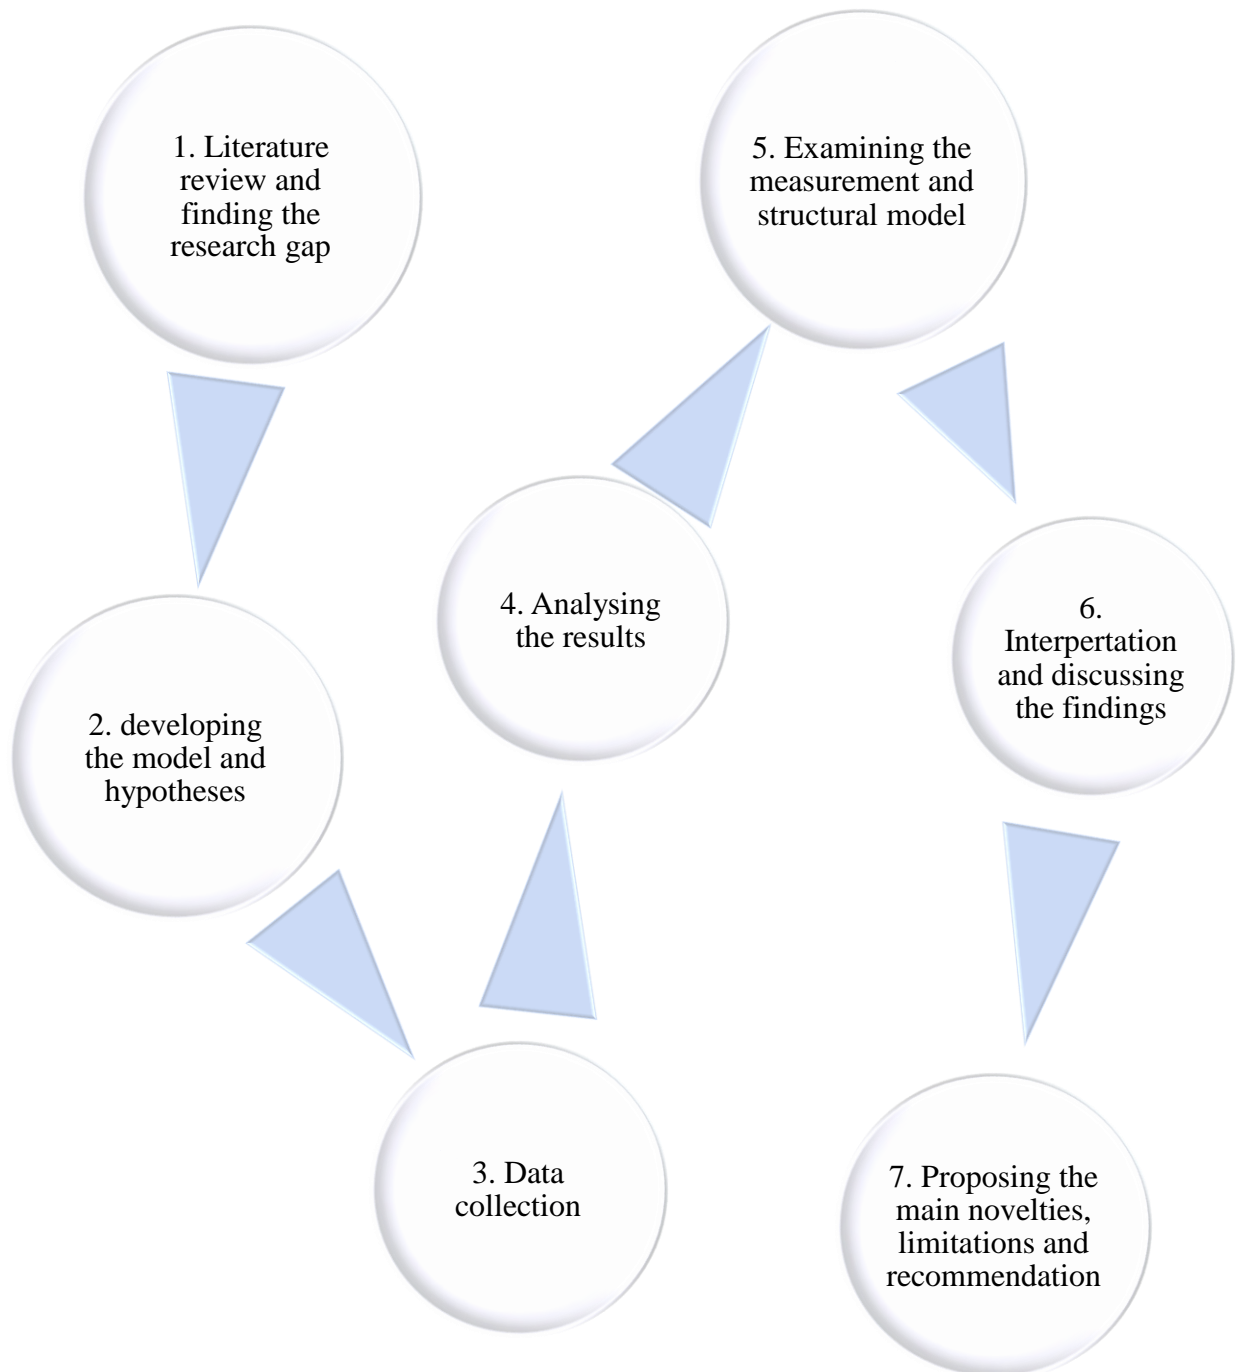 1. Literature
review and
finding the
research gap
2. developing
the model and
hypotheses
3. Data
collection
4. Analysing
the results
5. Examining the
measurement and
structural model
6.
Interpertation
and discussing
the findings
7. Proposing the
main novelties,
limitations and
recommendation